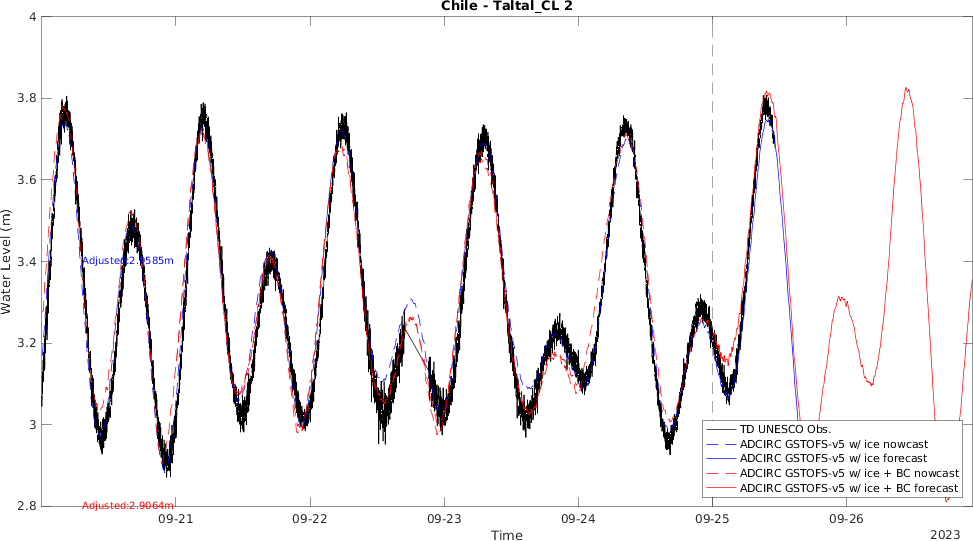 Chile - Taltal_CL 2
Water Level (m)
4
3.8
3.6
3.4
3.2
3
2.8
Adjusted:2.9585m
Adjusted:2.9064m
TD UNESCO Obs.
ADCIRC GSTOFS-v5 w/ ice nowcast
ADCIRC GSTOFS-v5 w/ ice forecast
ADCIRC GSTOFS-v5 w/ ice + BC nowcast
ADCIRC GSTOFS-v5 w/ ice + BC forecast
09-21
09-22
09-23
09-24
09-25
09-26
Time
2023